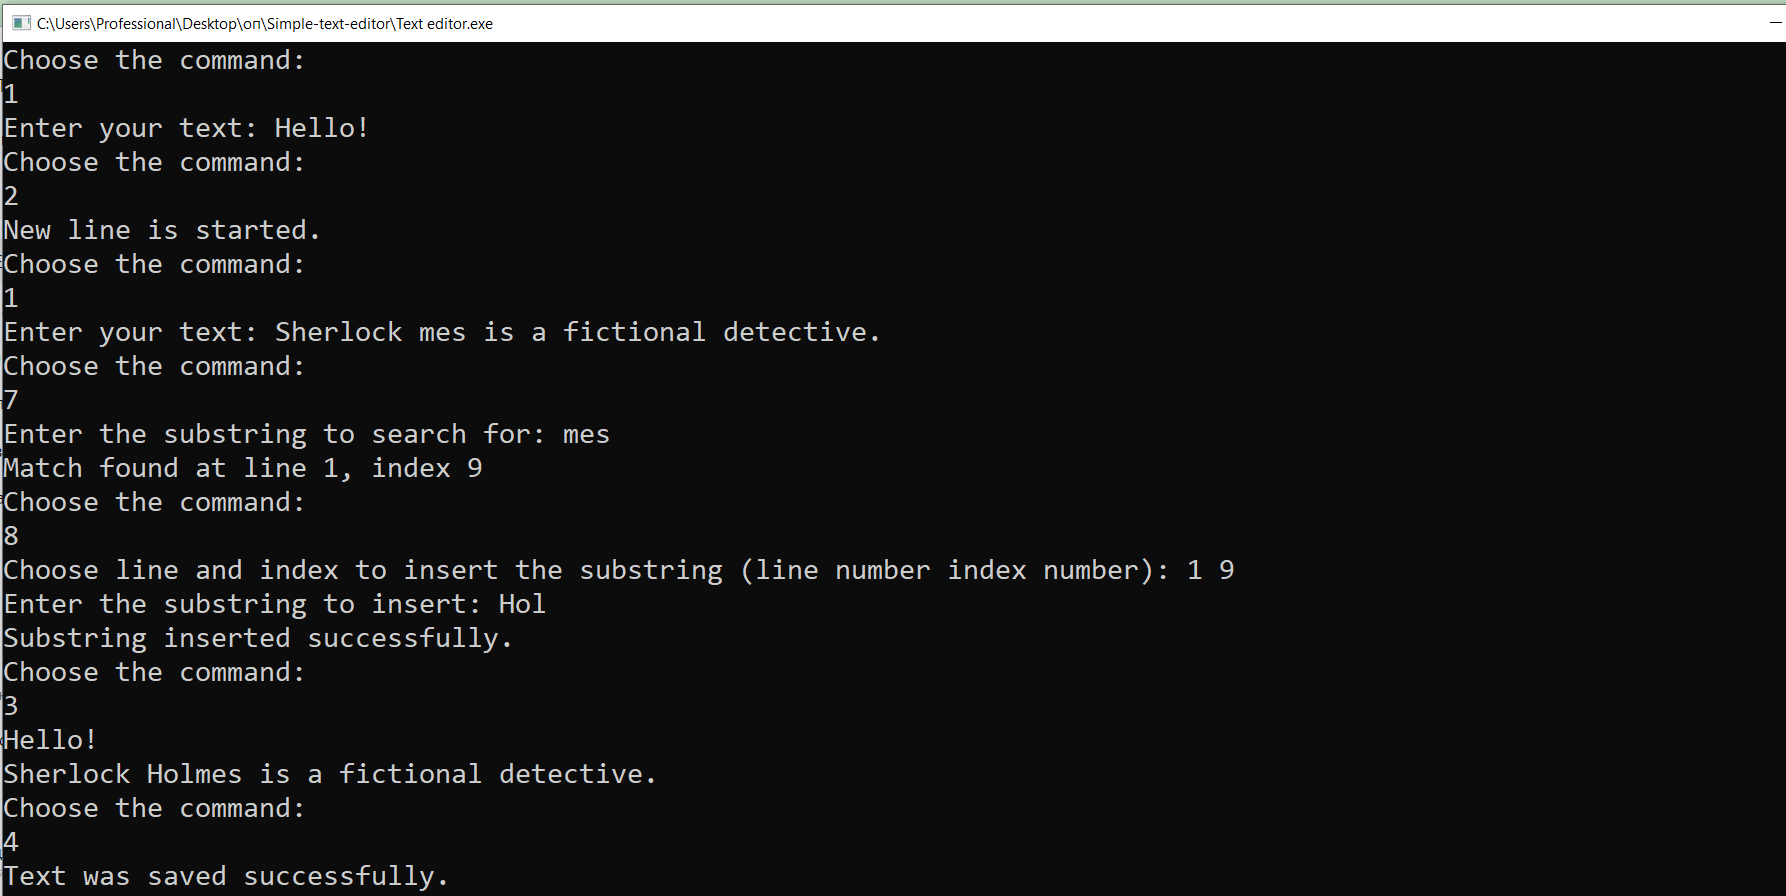 C:\Users\Professional\Desktop\оп\Simple-text-editor\Text editor.exe
Choose the command:
1
Enter your text: Hello!
Choose the command:
2
New line is started.
Choose the command:
1
Enter your text: Sherlock mes is a fictional detective.
Choose the command:
7
Enter the substring to search for: mes
Match found at line 1, index 9
Choose the command:
8
Choose line and index to insert the substring (line number index number): 1 9
Enter the substring to insert: Hol
Substring inserted successfully.
Choose the command:
3
Hello!
Sherlock Holmes is a fictional detective.
Choose the command:
4
Text was saved successfully.